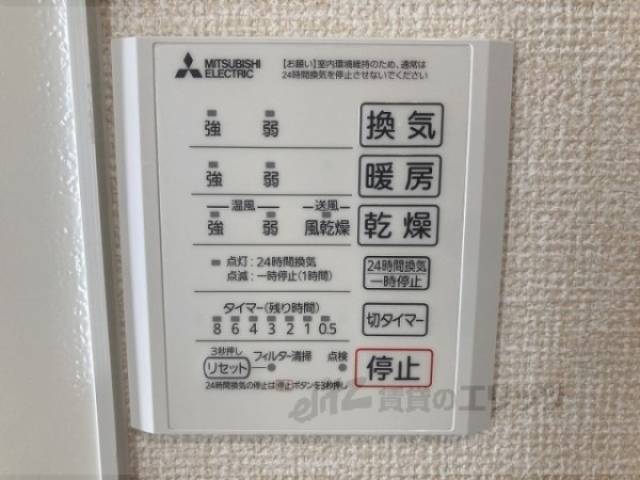 MITSUBISHI
ELECTRIC
【お願い】室内環境維持のため、通常は
24時間換気を停止させないでください
強 弱 換気
強 弱 暖房
温風 送風
強 弱 風乾燥 乾燥
点灯:24時間換気
点滅:一時停止(1時間)
24時間換気
一時停止
タイマー(残り時間)
8 6 4 3 2 1 0.5
切タイマー
3秒押し
リセット フィルター清掃 点検
停止
24時間換気の停止は停止ボタンを3秒押し
賃貸のエリッツ